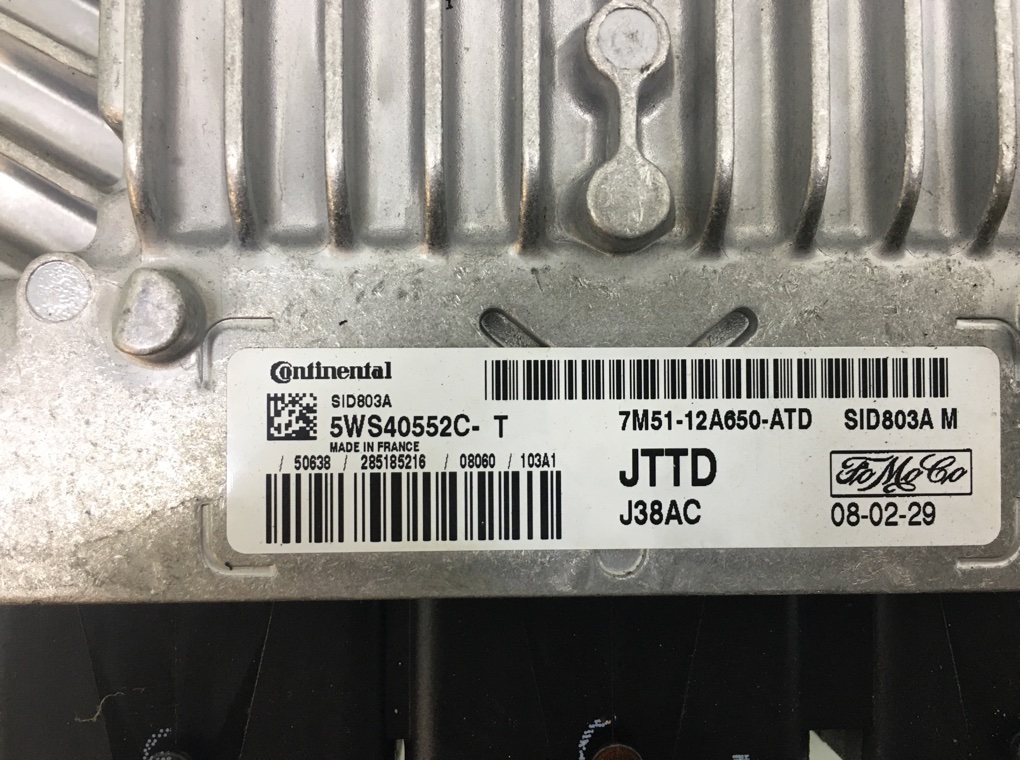 Continental
SID803A
5WS40552C- T
MADE IN FRANCE
/ 50638 / 285185216 / 08060 / 103A1
7M51-12A650-ATD SID803A M
JTTD
J38AC
FoMoCo
08-02-29